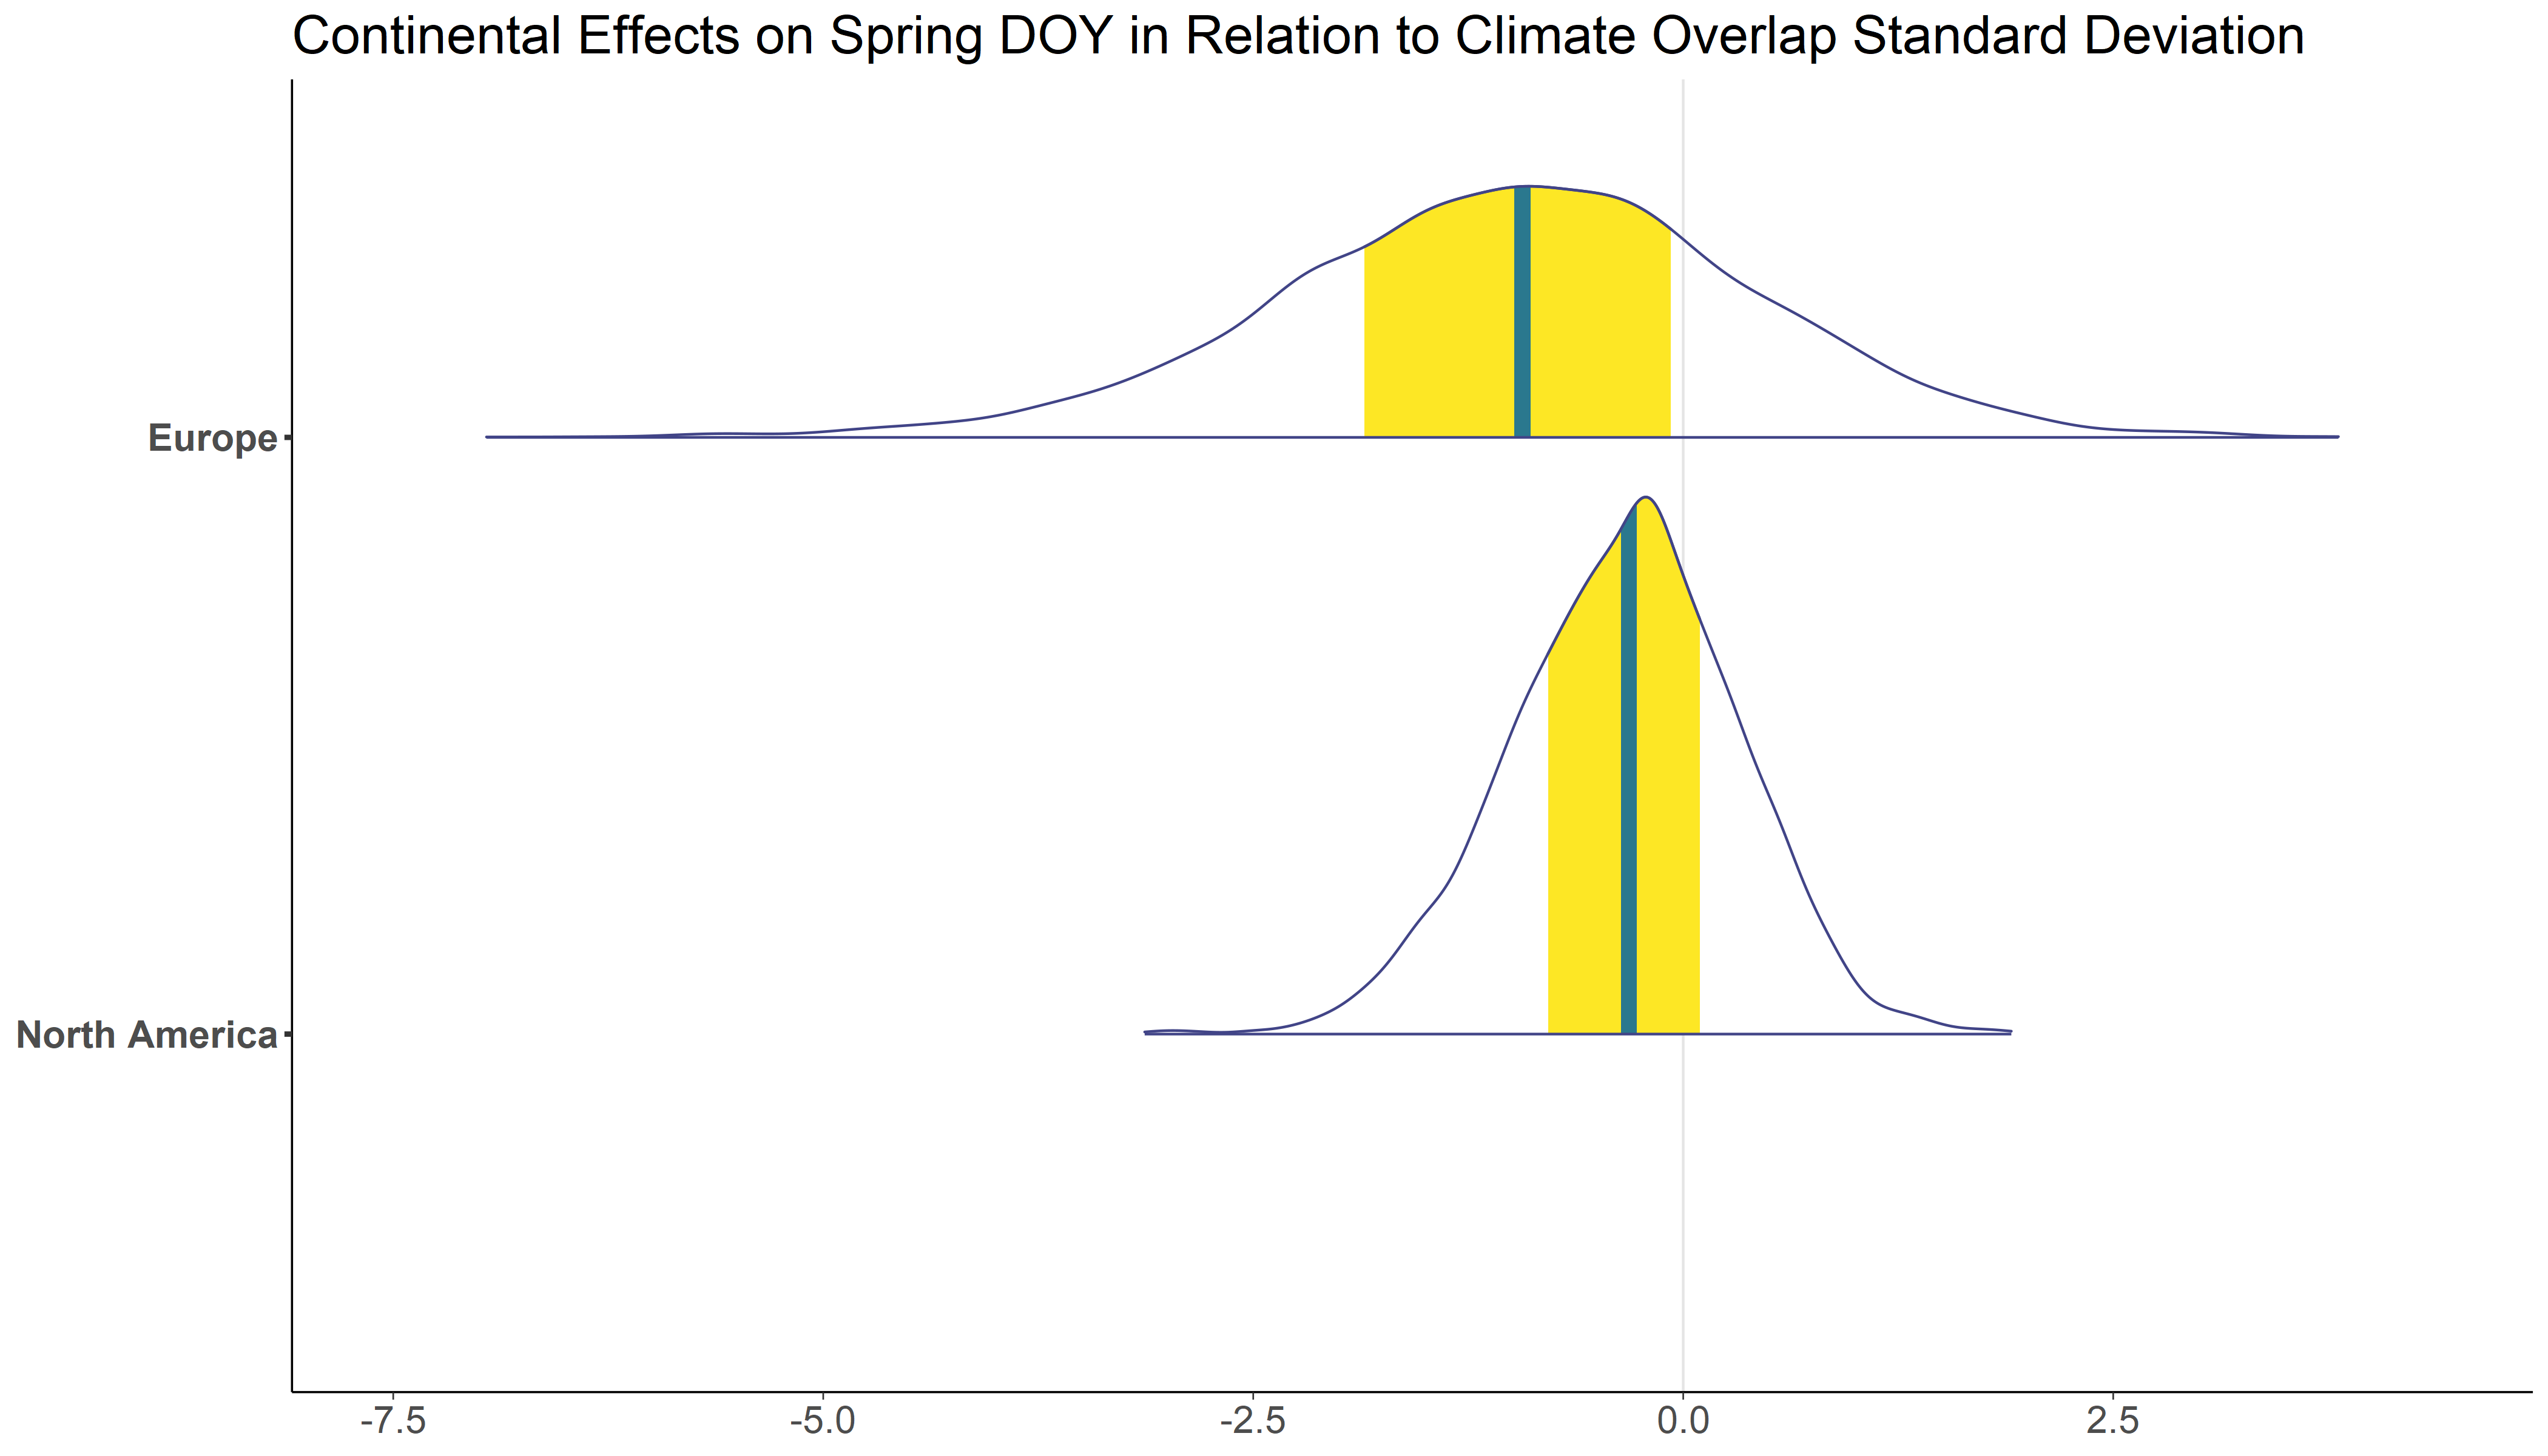 Continental Effects on Spring DOY in Relation to Climate Overlap Standard Deviation
Europe
North America
-7.5
-5.0
-2.5
0.0
2.5